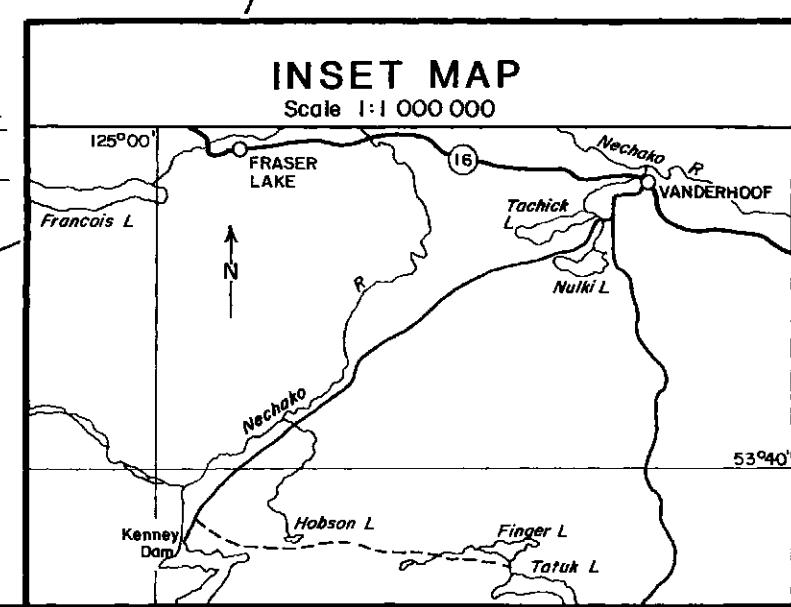 INSET MAP
Scale 1:1 000 000
125°00'
FRASER
LAKE
16
Nechako R
VANDERHOOF
Francois L
Tachick
L
N
Nulki L
R
Nechako
53°40'
Kenney
Dam
Hobson L
Finger L
Tatuk L